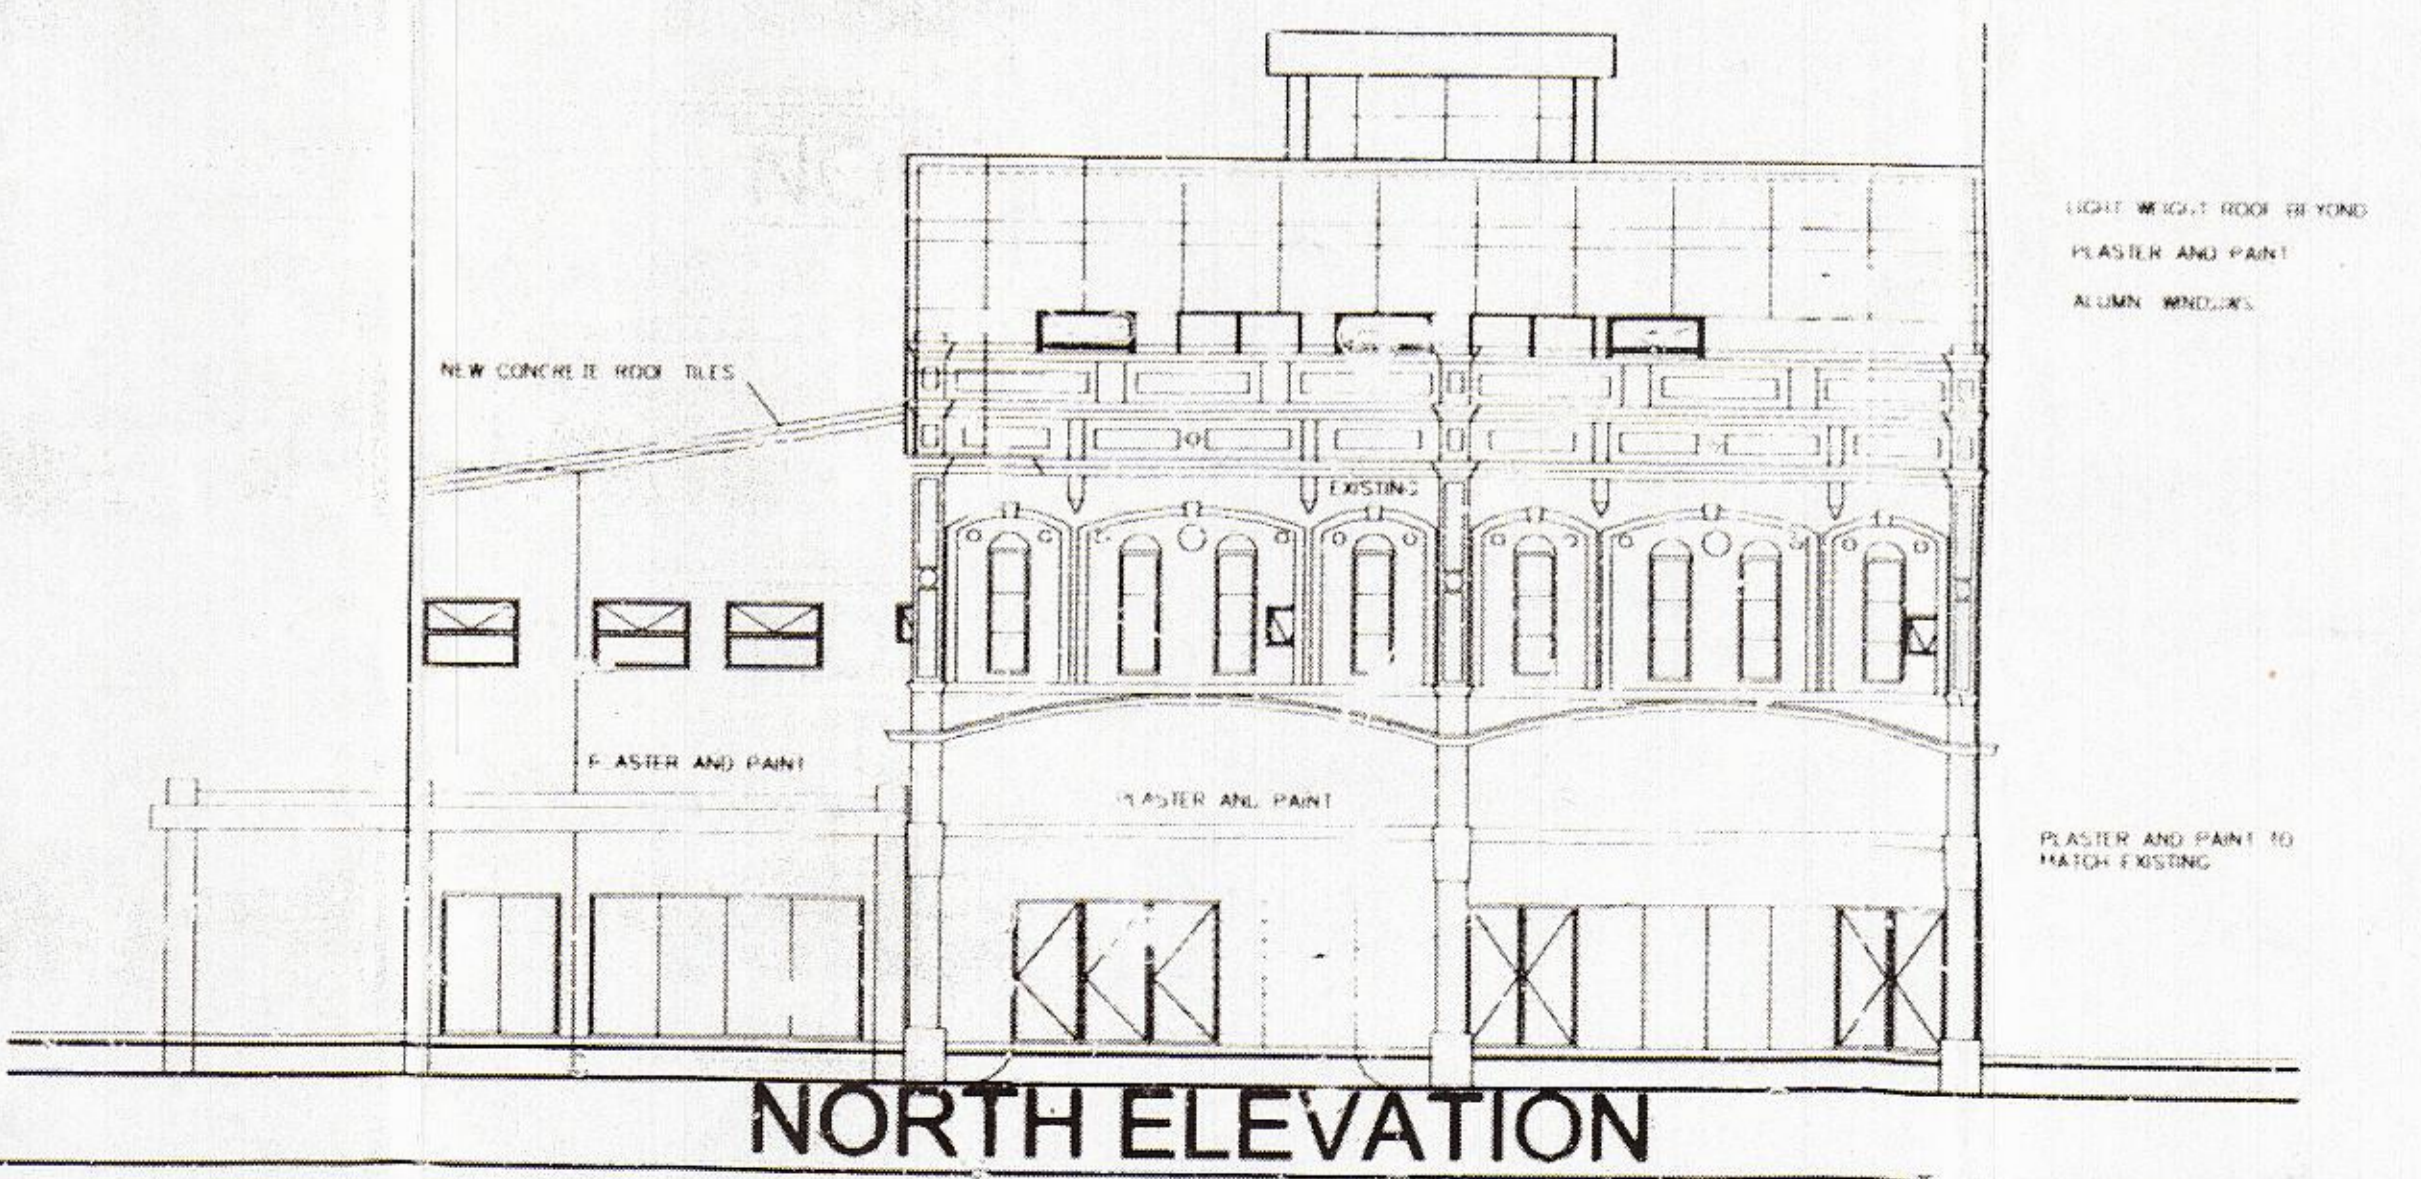 LIGHT WEIGHT ROOF BEYOND
PLASTER AND PAINT
ALUMN WINDOWS
NEW CONCRETE ROOF TILES
EXISTING
PLASTER AND PAINT
PLASTER AND PAINT
PLASTER AND PAINT TO
MATCH EXISTING
NORTH ELEVATION